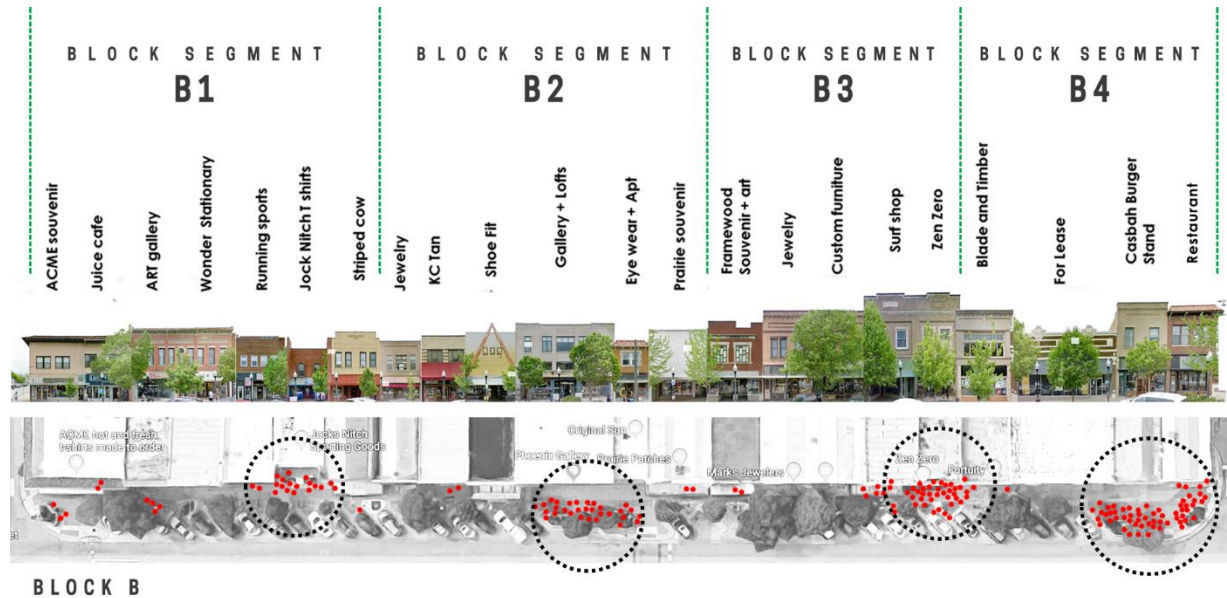 BLOCK SEGMENT
B1
BLOCK SEGMENT
B2
BLOCK SEGMENT
B3
BLOCK SEGMENT
B4
ACME souvenir
Juice cafe
ART gallery
Wonder Stationary
Running sports
Jock Nitch T shirts
Striped cow
Jewelry
KC Tan
Shoe Fit
Gallery + Lofts
Eye wear + Apt
Prairie souvenir
Framewood
Souvenir + art
Jewelry
Custom furniture
Surf shop
Zen Zero
Blade and Timber
For Lease
Casbah Burger
Stand
Restaurant
ACME hot and fresh
t-shirts made to order
Jocks Nitch
Sporting Goods
Original Sun
Phoenix Gallery
Prairie Patches
Marks Jewelers
Zen Zero
Fortuity
et
BLOCK B